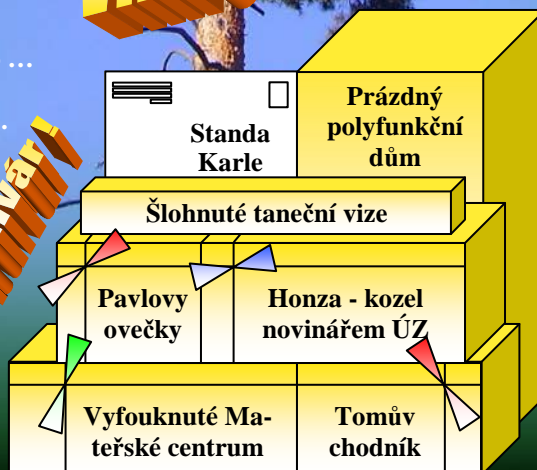 ...
Prázdný
polyfunkční
dům
Standa
Karle
Šlohnuté taneční vize
Pavlovy
ovečky
Honza - kozel
novinářem ÚZ
Vyfouknuté Ma-
teřské centrum
Tomův
chodník